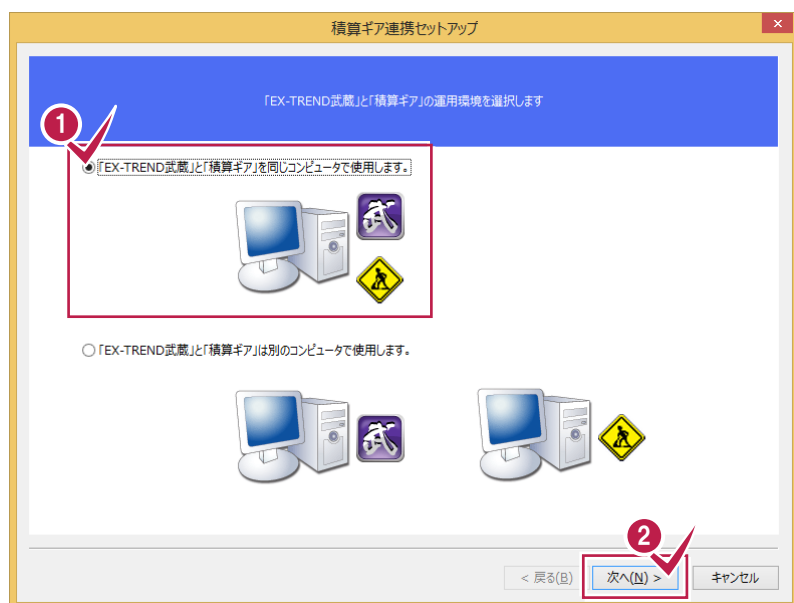 積算ギア連携セットアップ
「EX-TREND武蔵」と「積算ギア」の運用環境を選択します
1
「EX-TREND武蔵」と「積算ギア」を同じコンピュータで使用します。
武
「EX-TREND武蔵」と「積算ギア」は別のコンピュータで使用します。
武
2
< 戻る(B) 次へ(N) > キャンセル